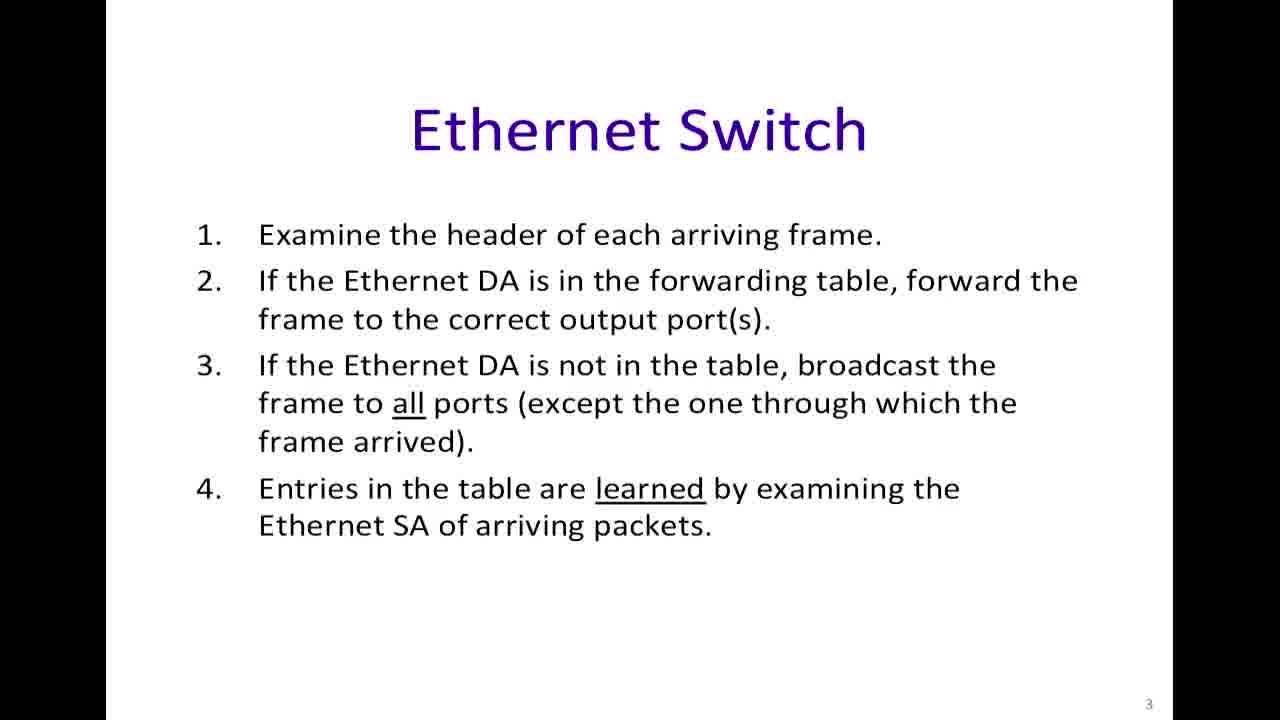 Ethernet Switch
1. Examine the header of each arriving frame.
2. If the Ethernet DA is in the forwarding table, forward the
frame to the correct output port(s).
3. If the Ethernet DA is not in the table, broadcast the
frame to all ports (except the one through which the
frame arrived).
4. Entries in the table are learned by examining the
Ethernet SA of arriving packets.
3